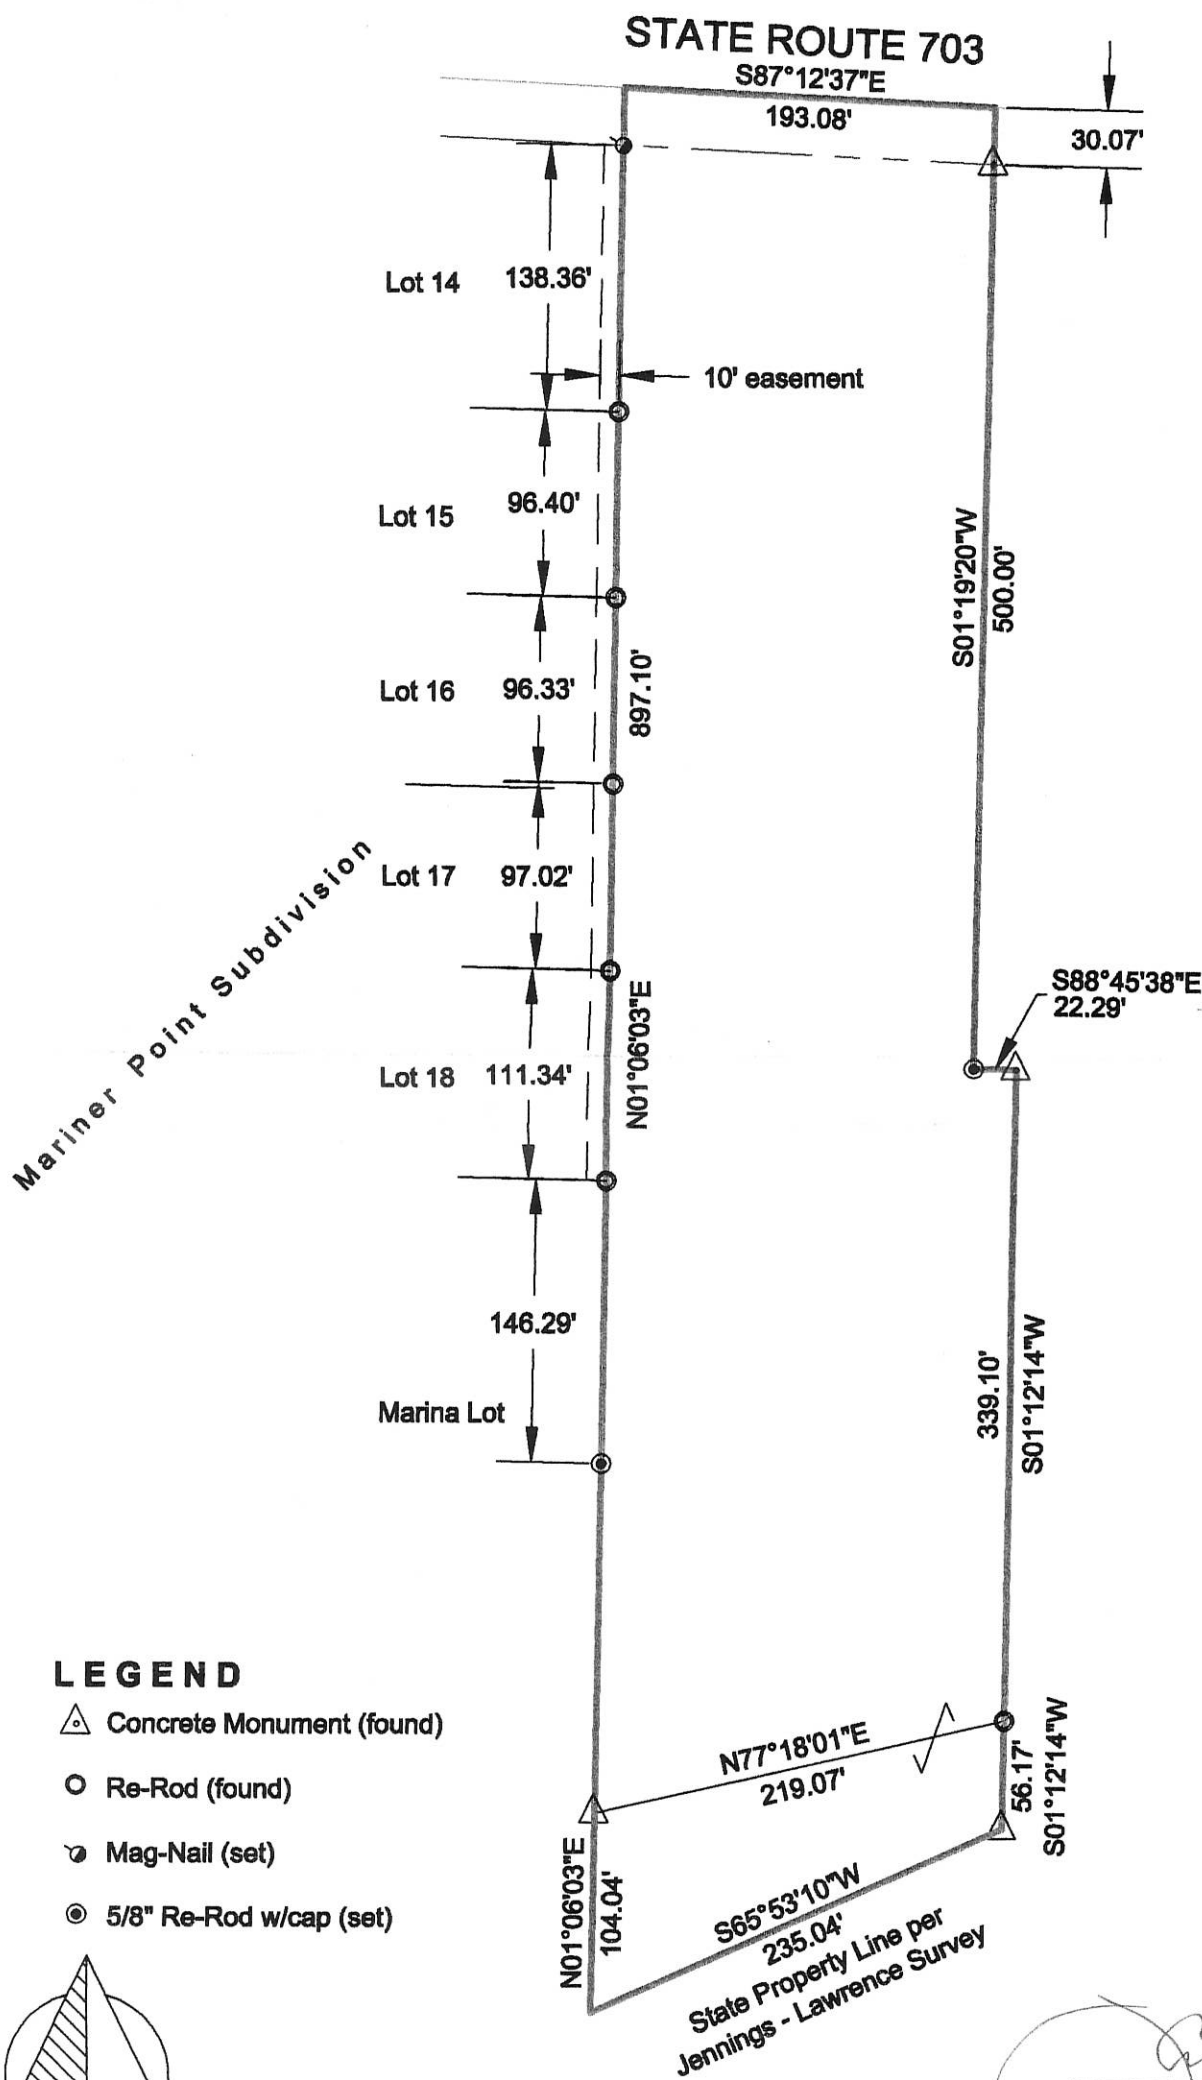 STATE ROUTE 703
S87°12'37"E
193.08'
30.07'
Lot 14
138.36'
10' easement
Lot 15
96.40'
S01°19'20"W
500.00'
Lot 16
96.33'
897.10'
Lot 17
97.02'
Mariner Point Subdivision
S88°45'38"E
22.29'
N01°06'03"E
Lot 18
111.34'
146.29'
339.10'
S01°12'14"W
Marina Lot
LEGEND
Concrete Monument (found)
Re-Rod (found)
Mag-Nail (set)
5/8" Re-Rod w/cap (set)
N77°18'01"E
219.07'
56.17'
S01°12'14"W
N01°06'03"E
104.04'
S65°53'10"W
235.04'
State Property Line per
Jennings - Lawrence Survey